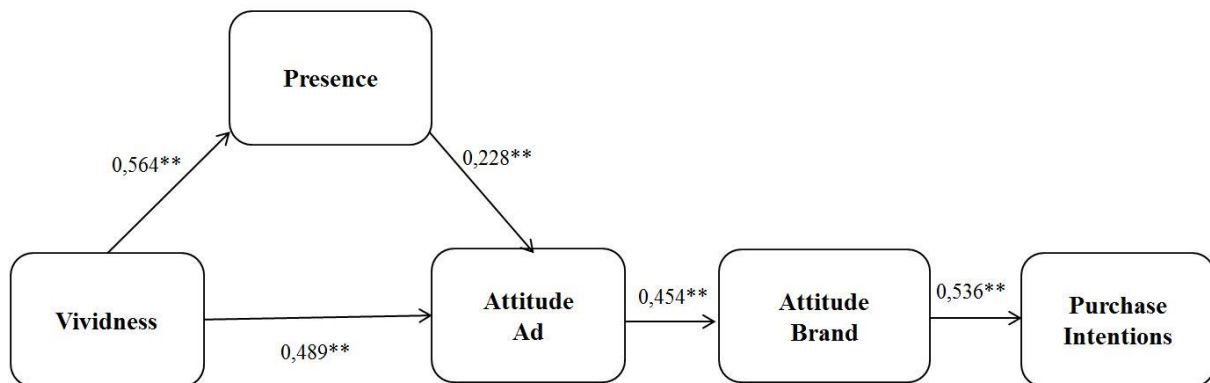 Presence
0,564**
0,228**
Vividness
0,489**
Attitude
Ad
0,454**
Attitude
Brand
0,536**
Purchase
Intentions